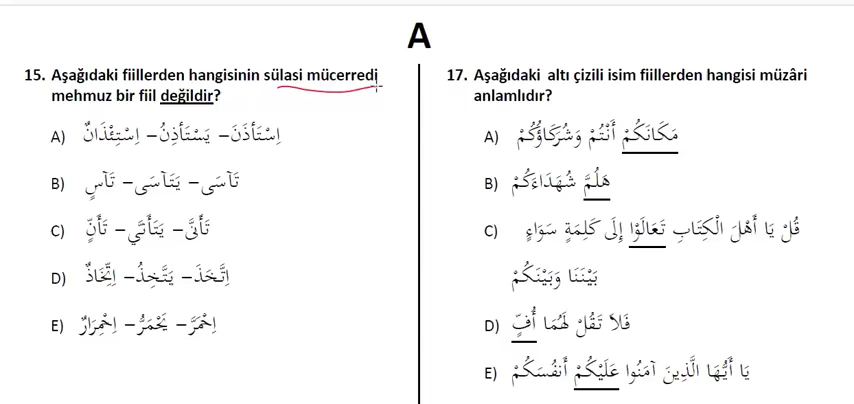 A
15. Aşağıdaki fiillerden hangisinin sülasi mücerredi
mehmuz bir fiil değildir?
A) اِسْتَأْذَنَ – يَسْتَأْذِنُ – اِسْتِئْذَانٌ
B) تَآسَى – يَتَآسَى – تَآسٍ
C) تَأَنَّى – يَتَأَنَّي – تَأَنٍّ
D) اِتَّخَذَ – يَتَّخِذُ – اِتِّخَاذٌ
E) اِحْمَرَّ – يَحْمَرُّ – اِحْمِرَارٌ
17. Aşağıdaki altı çizili isim fiillerden hangisi müzâri
anlamlıdır?
A) مَكَانَكُمْ أَنْتُمْ وَشُرَكَاؤُكُمْ
B) هَلُمَّ شُهَدَاءَكُمْ
C) قُلْ يَا أَهْلَ الْكِتَابِ تَعَالَوْا إِلَى كَلِمَةٍ سَوَاءٍ
بَيْنَنَا وَبَيْنَكُمْ
D) فَلاَ تَقُلْ لَهُمَا أُفٍّ
E) يَا أَيُّهَا الَّذِينَ آمَنُوا عَلَيْكُمْ أَنْفُسَكُمْ